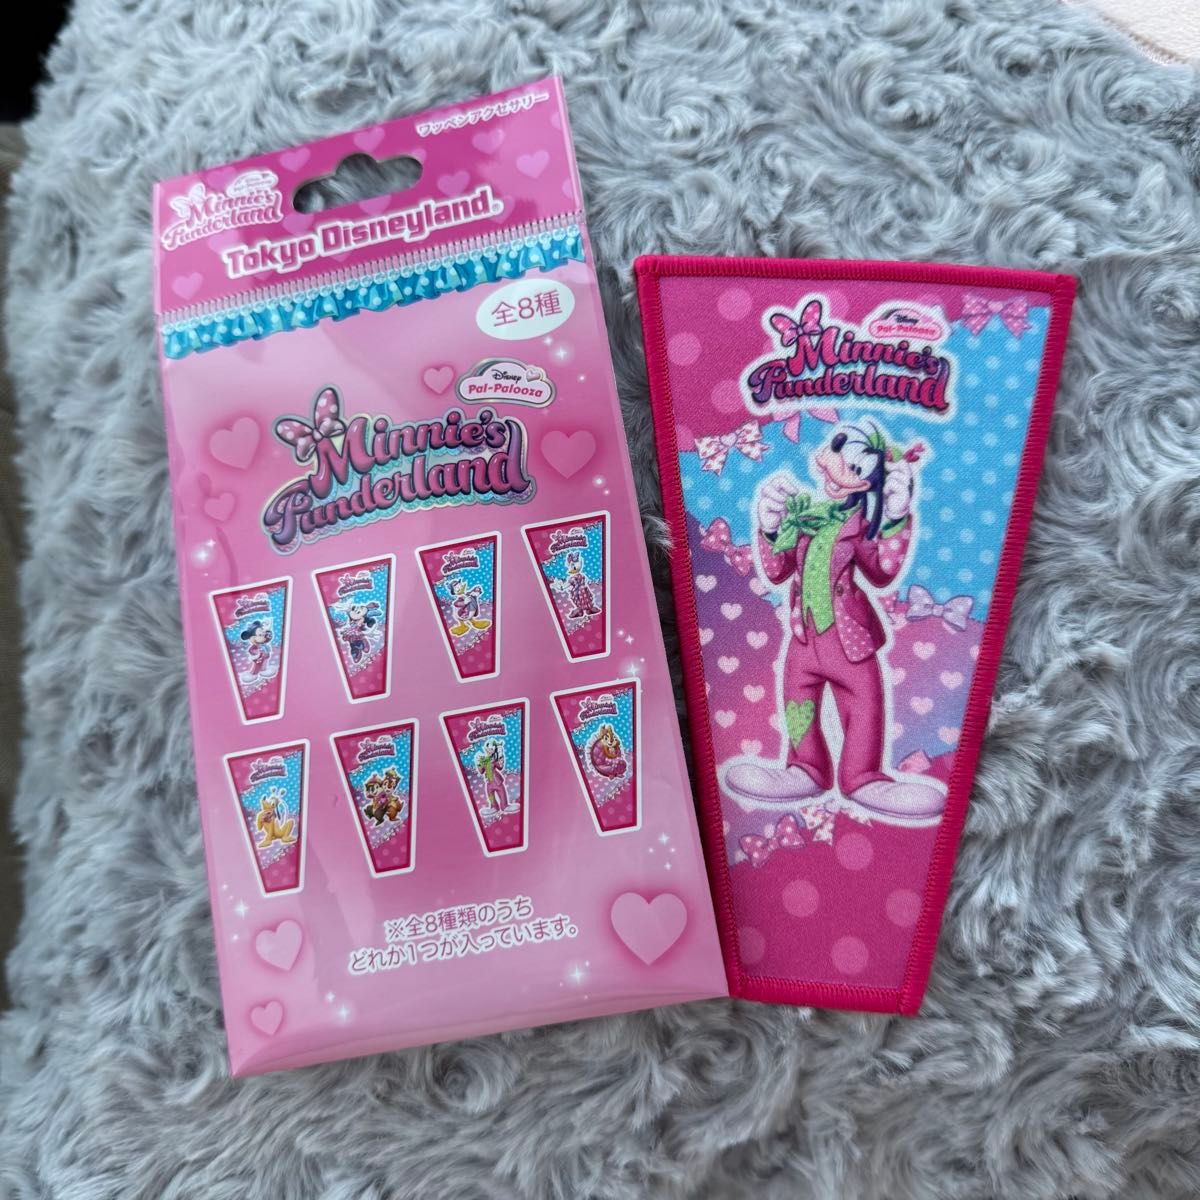 ワッペンアクセサリー
Minnie's
Funderland
Tokyo Disneyland®
全8種
Disney
Pal-Palooza
Minnie's
Funderland
※全8種類のうち
どれか1つが入っています。
Disney
Pal-Palooza
Minnie's
Funderland